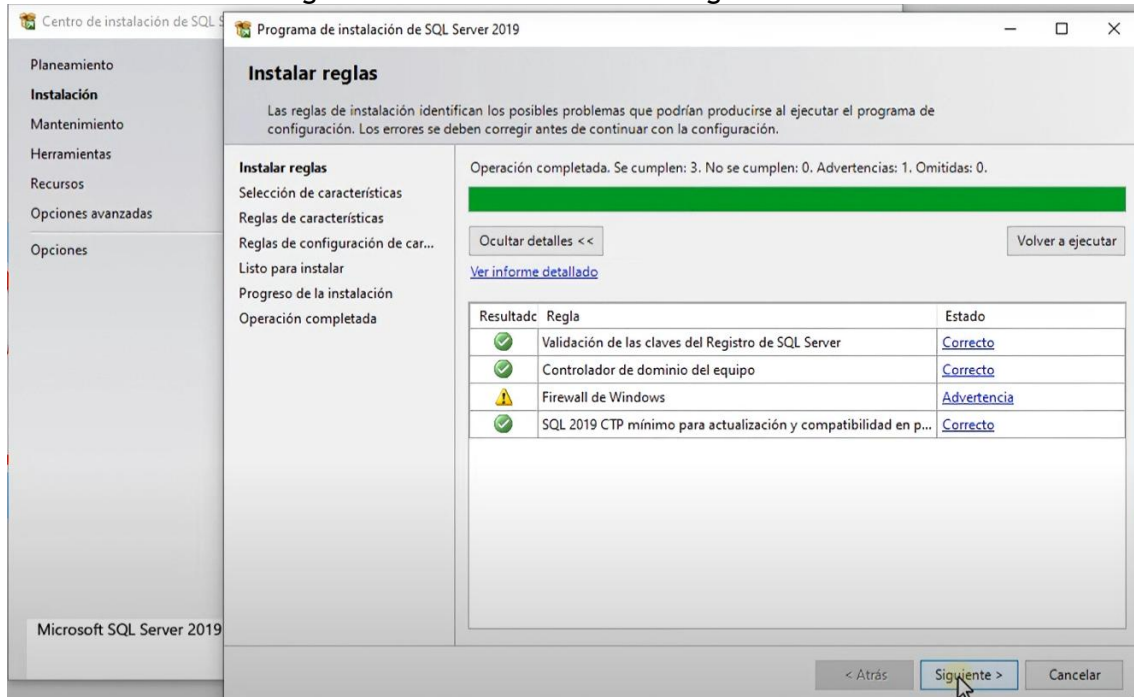 Centro de instalación de SQL S
Planeamiento
Instalación
Mantenimiento
Herramientas
Recursos
Opciones avanzadas
Opciones
Microsoft SQL Server 2019
Programa de instalación de SQL Server 2019
Instalar reglas
Las reglas de instalación identifican los posibles problemas que podrían producirse al ejecutar el programa de
configuración. Los errores se deben corregir antes de continuar con la configuración.
Instalar reglas
Selección de características
Reglas de características
Reglas de configuración de car...
Listo para instalar
Progreso de la instalación
Operación completada
Operación completada. Se cumplen: 3. No se cumplen: 0. Advertencias: 1. Omitidas: 0.
Ocultar detalles <<
Volver a ejecutar
Ver informe detallado
Resultado Regla Estado
Validación de las claves del Registro de SQL Server Correcto
Controlador de dominio del equipo Correcto
Firewall de Windows Advertencia
SQL 2019 CTP mínimo para actualización y compatibilidad en p... Correcto
< Atrás Siguiente > Cancelar